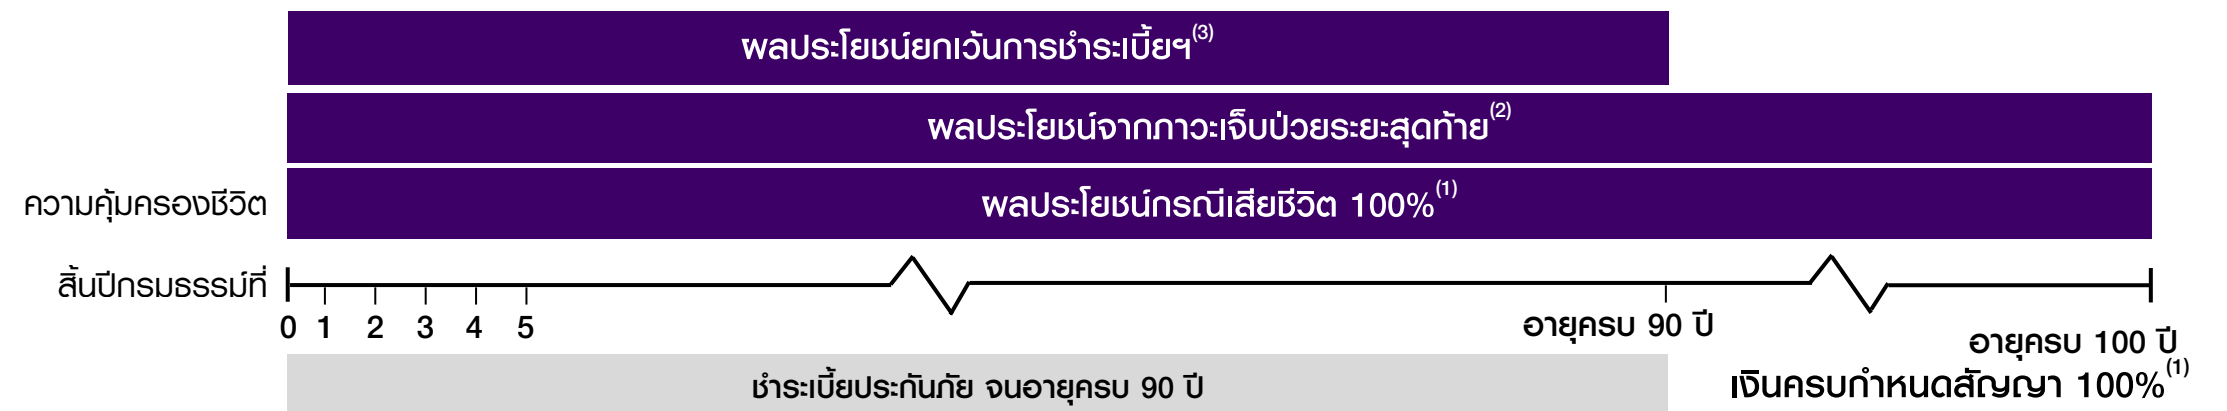 ผลประโยชน์ยกเว้นการชำระเบี้ยฯ(3)
ผลประโยชน์จากภาวะเจ็บป่วยระยะสุดท้าย(2)
ความคุ้มครองชีวิต ผลประโยชน์กรณีเสียชีวิต 100%(1)
สิ้นปีกรมธรรม์ที่
0 1 2 3 4 5 อายุครบ 90 ปี
อายุครบ 100 ปี
ชำระเบี้ยประกันภัย จนอายุครบ 90 ปี เงินครบกำหนดสัญญา 100%(1)